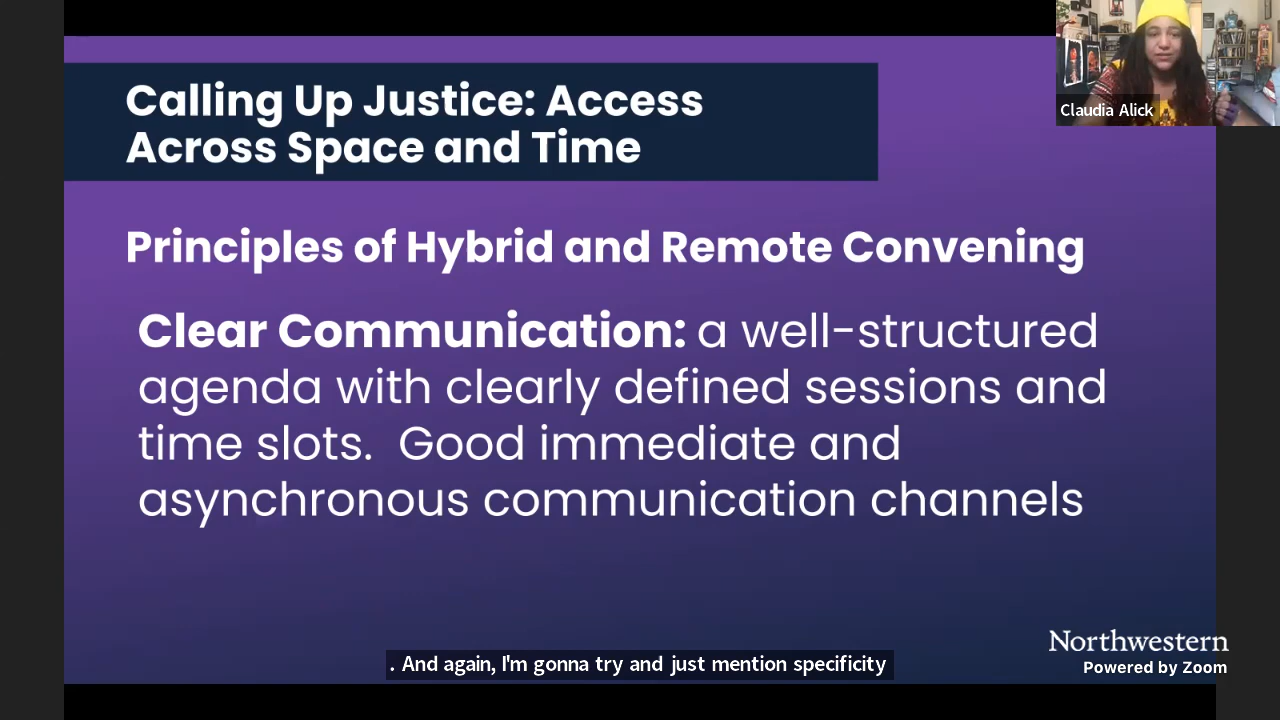 Calling Up Justice: Access
Across Space and Time
Claudia Alick
Principles of Hybrid and Remote Convening
Clear Communication: a well-structured
agenda with clearly defined sessions and
time slots.  Good immediate and
asynchronous communication channels
Northwestern
Powered by Zoom
. And again, I'm gonna try and just mention specificity